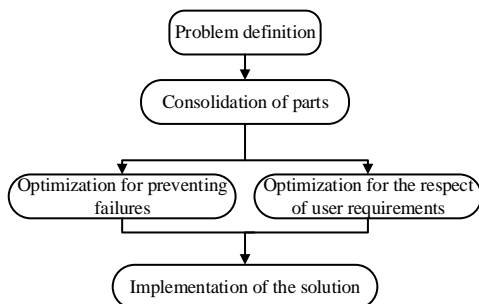 Problem definition
Consolidation of parts
Optimization for preventing
failures
Optimization for the respect
of user requirements
Implementation of the solution